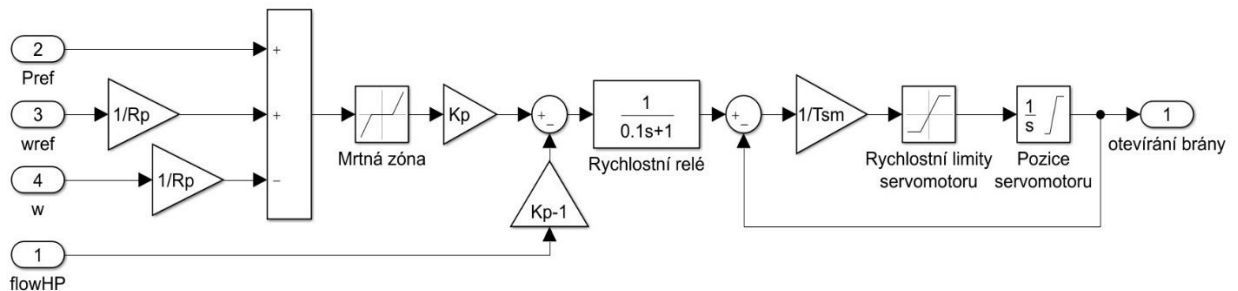 2
Pref
3
wref
4
w
1
flowHP
1/Rp
1/Rp
+
+
−
Mrtná zóna
Kp
+
−
Kp-1
1
0.1s+1
Rychlostní relé
+
−
1/Tsm
Rychlostní limity
servomotoru
1
s
Pozice
servomotoru
1
otevírání brány